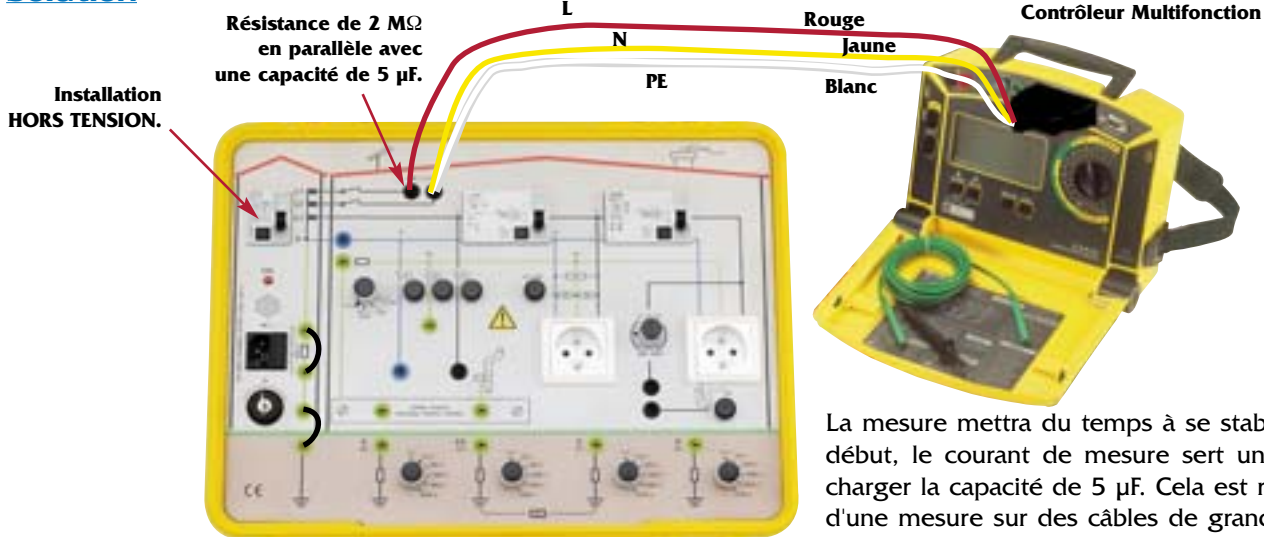 Solution
Résistance de 2 MΩ
en parallèle avec
une capacité de 5 µF.
Installation
HORS TENSION.
L
N
PE
Rouge
Jaune
Blanc
Contrôleur Multifonction
CE
La mesure mettra du temps à se stab
début, le courant de mesure sert un
charger la capacité de 5 µF. Cela est r
d'une mesure sur des câbles de grand